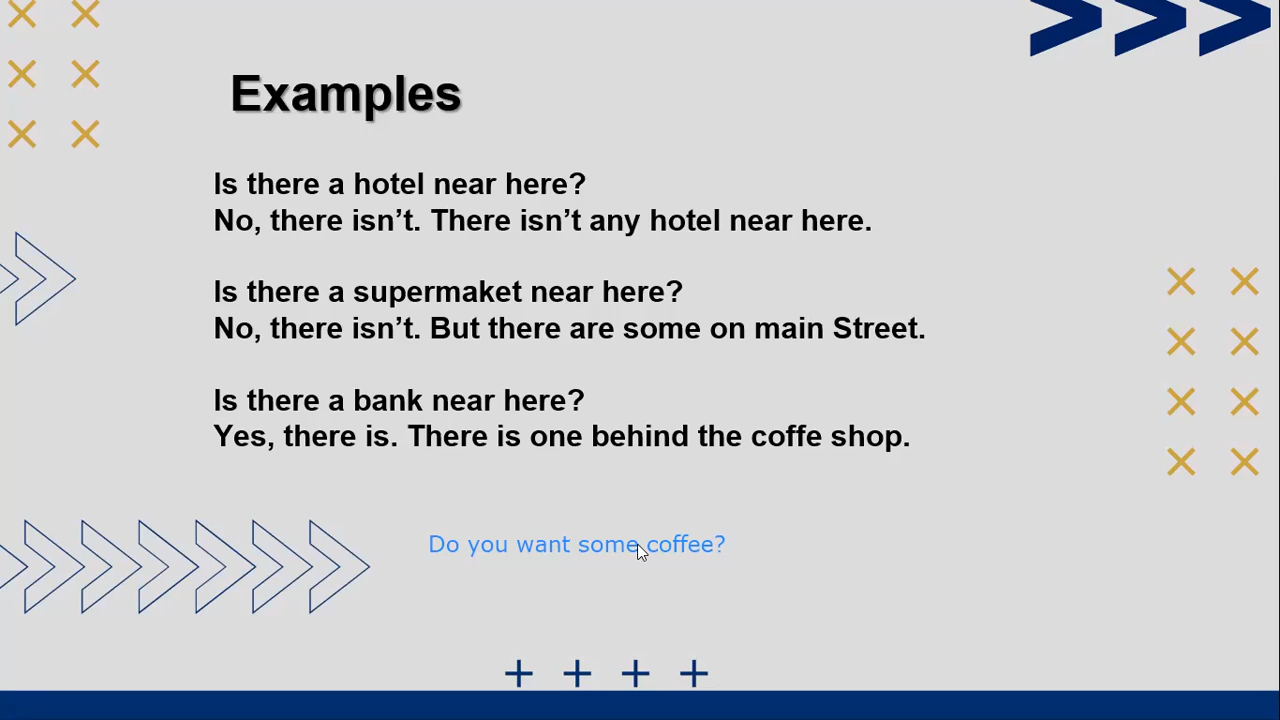 Examples
Is there a hotel near here?
No, there isn’t. There isn’t any hotel near here.
Is there a supermaket near here?
No, there isn’t. But there are some on main Street.
Is there a bank near here?
Yes, there is. There is one behind the coffe shop.
Do you want some coffee?